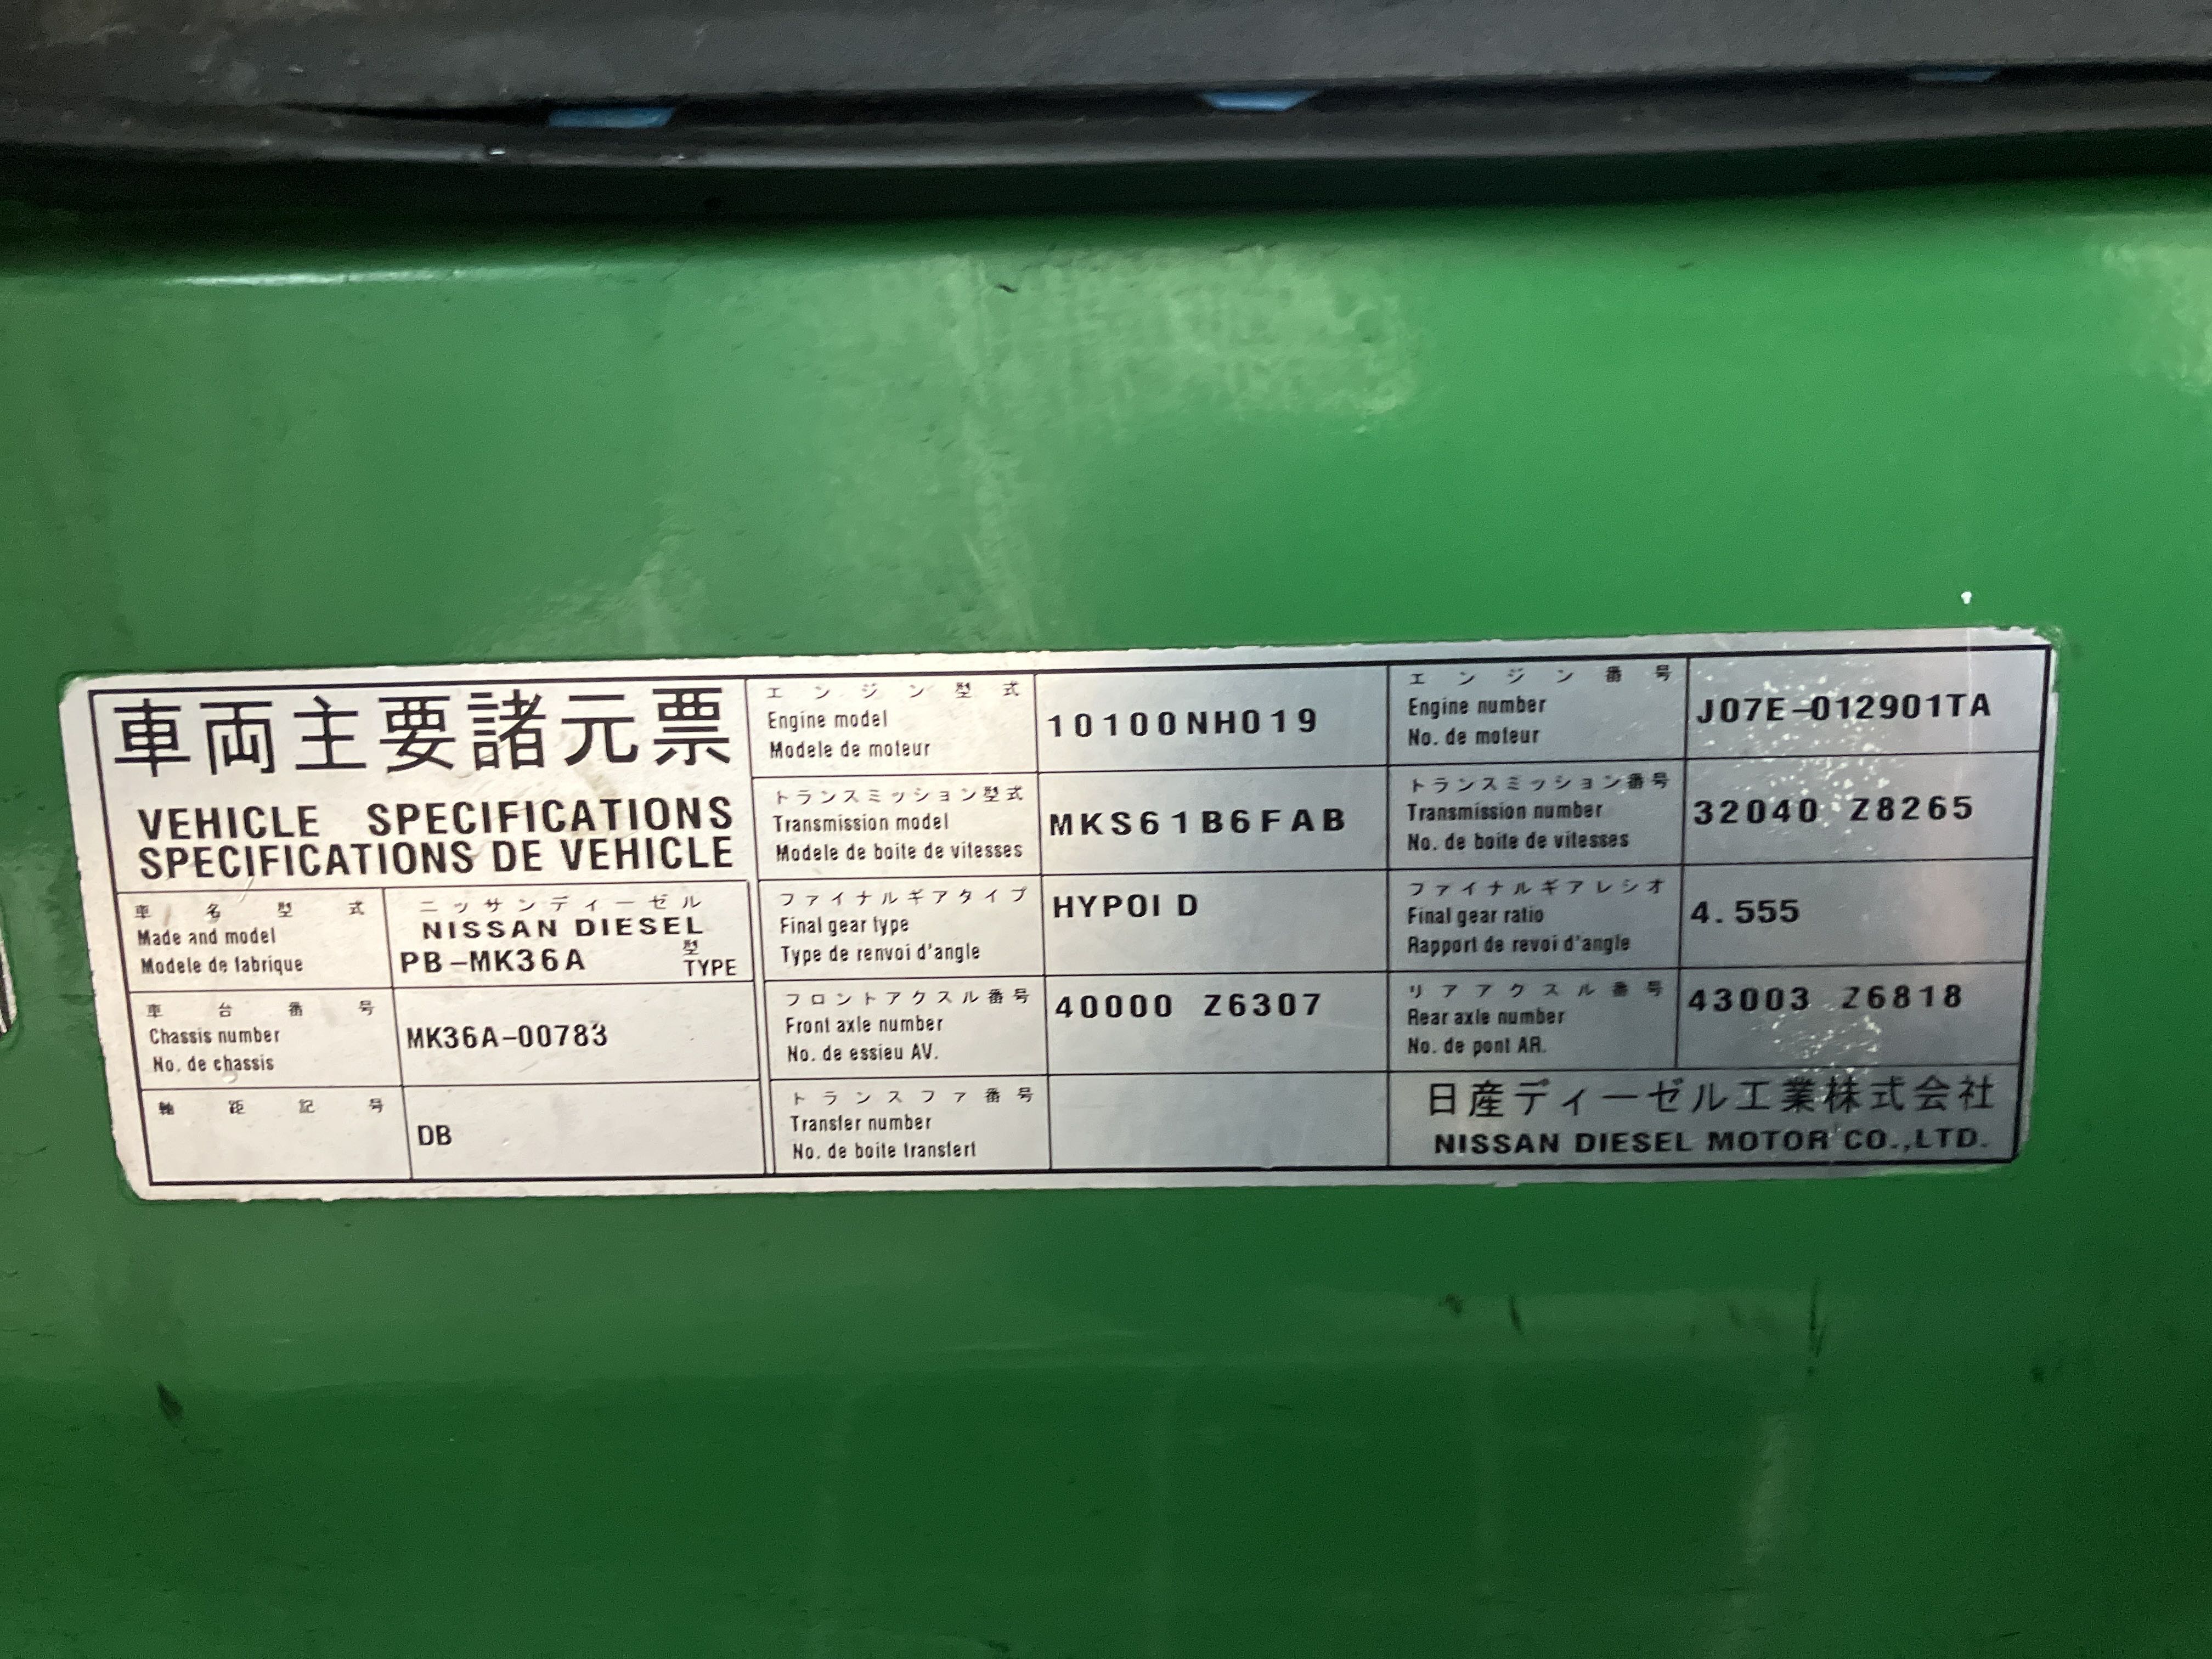 車両主要諸元票
VEHICLE SPECIFICATIONS
SPECIFICATIONS DE VEHICLE
車名型式
Made and model
Modele de fabrique
ニッサンディーゼル
NISSAN DIESEL
PB-MK36A 型 TYPE
車台番号
Chassis number
No. de chassis
MK36A-00783
軸距記号
DB
エンジン型式
Engine model
Modele de moteur
10100NH019
トランスミッション型式
Transmission model
Modele de boite de vitesses
MKS61B6FAB
ファイナルギアタイプ
Final gear type
Type de renvoi d'angle
HYPOID
フロントアクスル番号
Front axle number
No. de essieu AV.
40000 Z6307
トランスファ番号
Transfer number
No. de boite transfert
エンジン番号
Engine number
No. de moteur
J07E-012901TA
トランスミッション番号
Transmission number
No. de boite de vitesses
32040 Z8265
ファイナルギアレシオ
Final gear ratio
Rapport de revoi d'angle
4.555
リアアクスル番号
Rear axle number
No. de pont AR.
43003 Z6818
日産ディーゼル工業株式会社
NISSAN DIESEL MOTOR CO.,LTD.